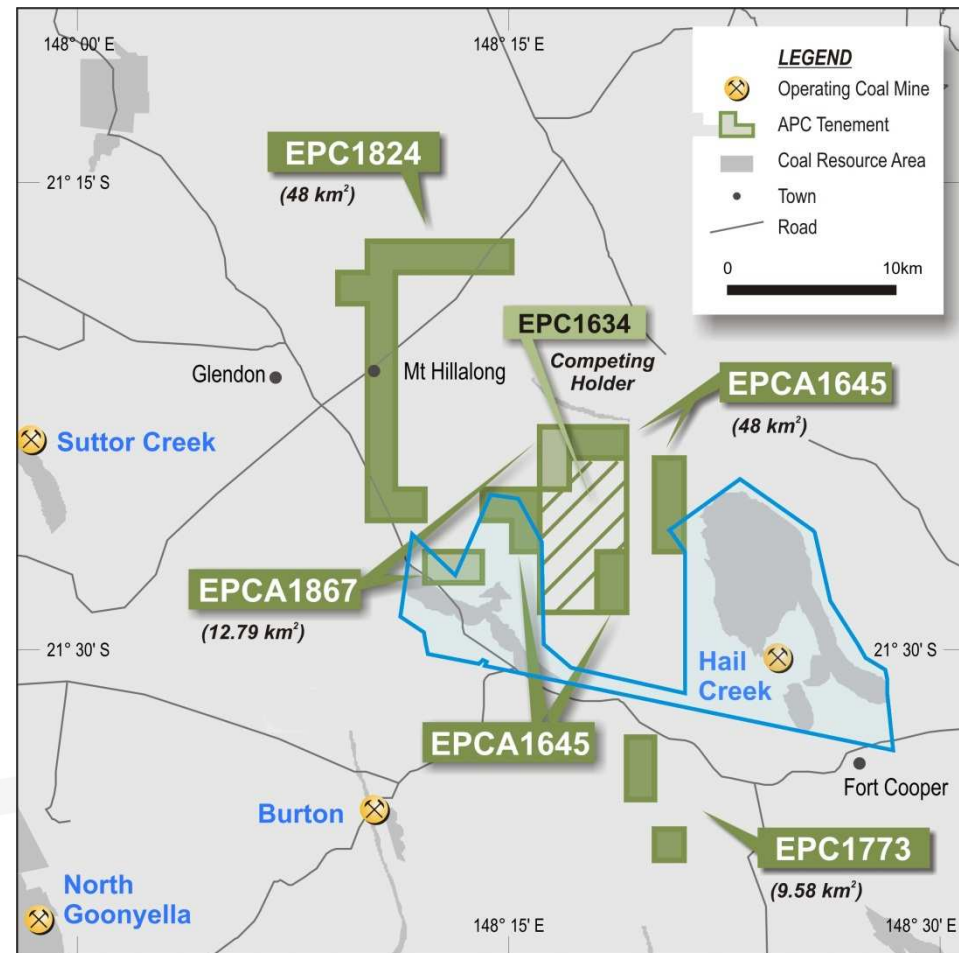 148° 00' E
148° 15' E
LEGEND
Operating Coal Mine
APC Tenement
Coal Resource Area
Town
Road
0 10km
21° 15' S
EPC1824
(48 km²)
EPC1634
Competing
Holder
Glendon
Mt Hillalong
EPCA1645
(48 km²)
Suttor Creek
EPCA1867
(12.79 km²)
21° 30' S
21° 30' S
Hail
Creek
EPCA1645
Fort Cooper
Burton
EPC1773
(9.58 km²)
North
Goonyella
148° 15' E
148° 30' E